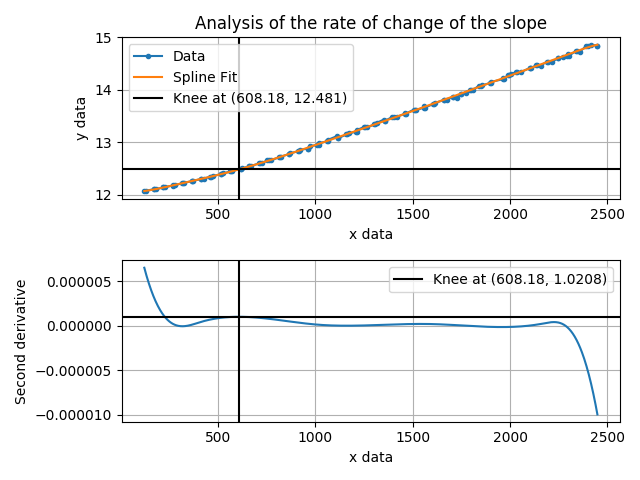 Analysis of the rate of change of the slope
15
14
13
12
y data
Data
Spline Fit
Knee at (608.18, 12.481)
500
1000
1500
2000
2500
x data
0.000005
0.000000
−0.000005
−0.000010
Second derivative
Knee at (608.18, 1.0208)
500
1000
1500
2000
2500
x data